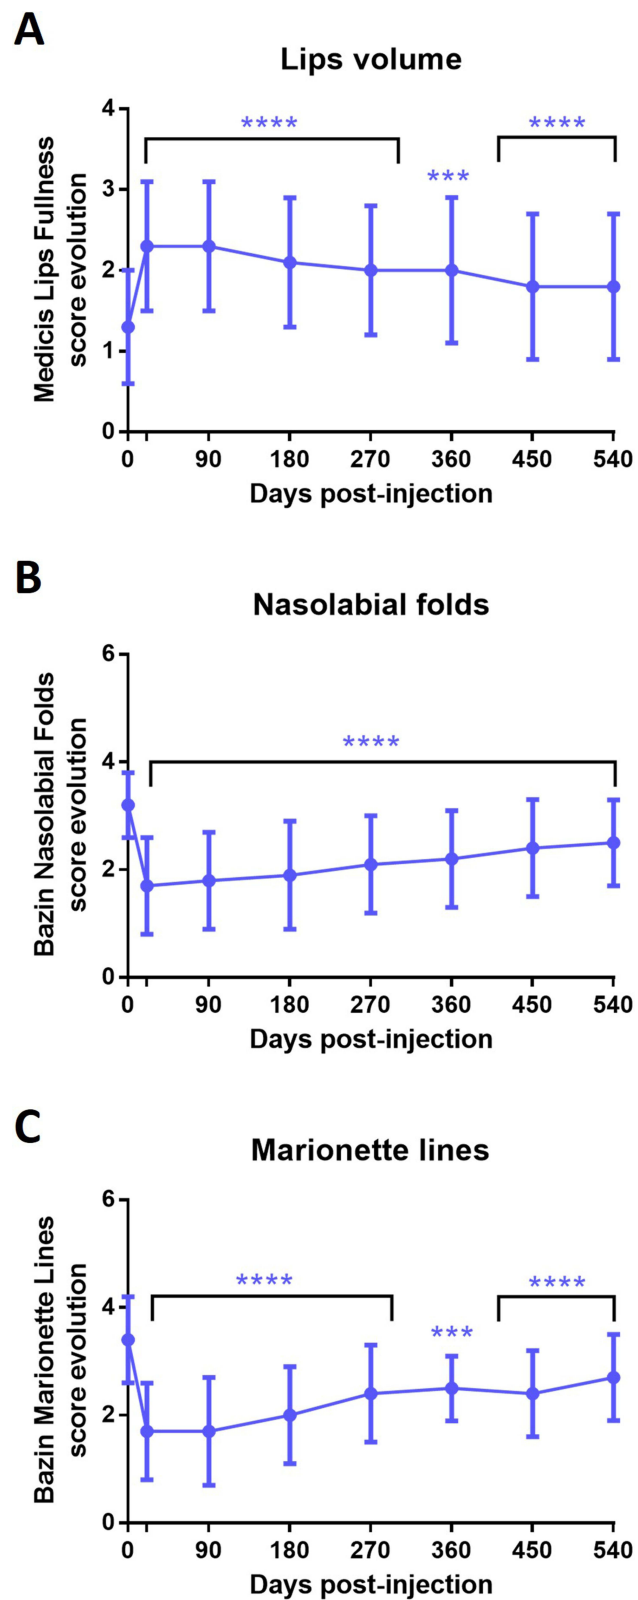 A
Lips volume
Medicis Lips Fullness
score evolution
4
3
2
1
0
****
***
****
0 90 180 270 360 450 540
Days post-injection
B
Nasolabial folds
Bazin Nasolabial Folds
score evolution
6
4
2
0
****
0 90 180 270 360 450 540
Days post-injection
C
Marionette lines
Bazin Marionette Lines
score evolution
6
4
2
0
****
***
****
0 90 180 270 360 450 540
Days post-injection